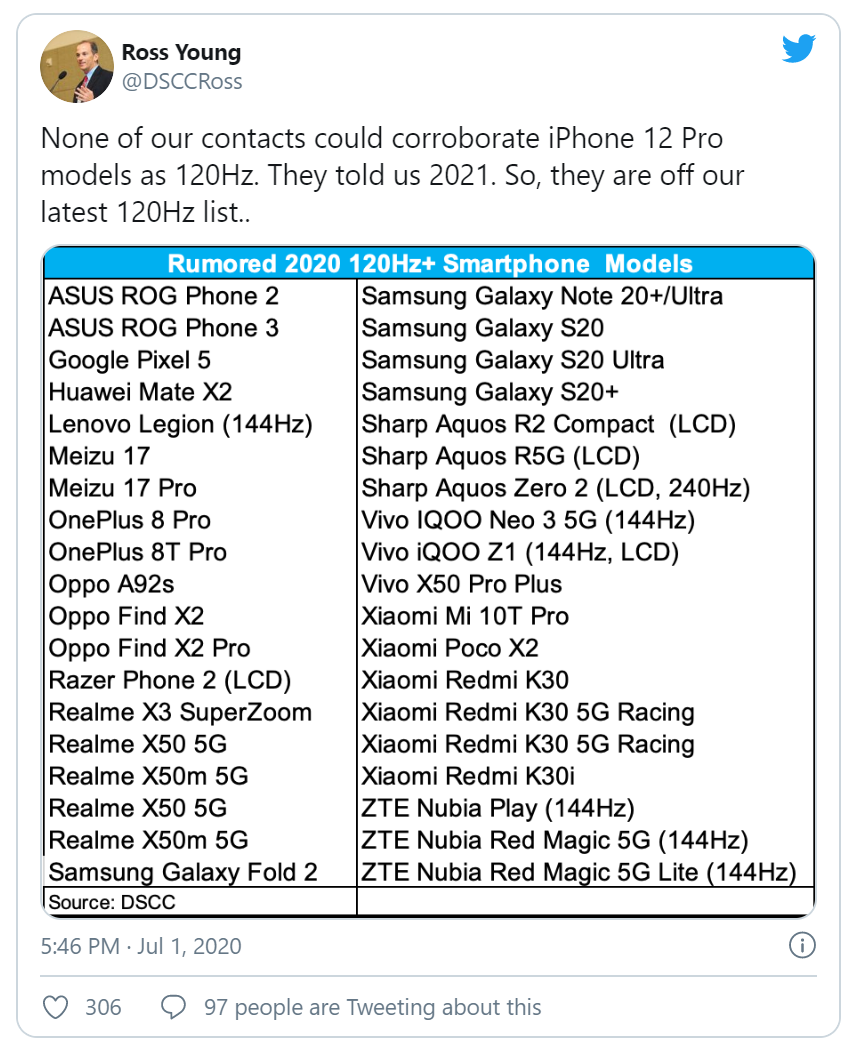 Ross Young
@DSCCRoss
None of our contacts could corroborate iPhone 12 Pro
models as 120Hz. They told us 2021. So, they are off our
latest 120Hz list..
Rumored 2020 120Hz+ Smartphone  Models
ASUS ROG Phone 2
ASUS ROG Phone 3
Google Pixel 5
Huawei Mate X2
Lenovo Legion (144Hz)
Meizu 17
Meizu 17 Pro
OnePlus 8 Pro
OnePlus 8T Pro
Oppo A92s
Oppo Find X2
Oppo Find X2 Pro
Razer Phone 2 (LCD)
Realme X3 SuperZoom
Realme X50 5G
Realme X50m 5G
Realme X50 5G
Realme X50m 5G
Samsung Galaxy Fold 2
Source: DSCC
Samsung Galaxy Note 20+/Ultra
Samsung Galaxy S20
Samsung Galaxy S20 Ultra
Samsung Galaxy S20+
Sharp Aquos R2 Compact  (LCD)
Sharp Aquos R5G (LCD)
Sharp Aquos Zero 2 (LCD, 240Hz)
Vivo IQOO Neo 3 5G (144Hz)
Vivo iQOO Z1 (144Hz, LCD)
Vivo X50 Pro Plus
Xiaomi Mi 10T Pro
Xiaomi Poco X2
Xiaomi Redmi K30
Xiaomi Redmi K30 5G Racing
Xiaomi Redmi K30 5G Racing
Xiaomi Redmi K30i
ZTE Nubia Play (144Hz)
ZTE Nubia Red Magic 5G (144Hz)
ZTE Nubia Red Magic 5G Lite (144Hz)
5:46 PM · Jul 1, 2020
306
97 people are Tweeting about this